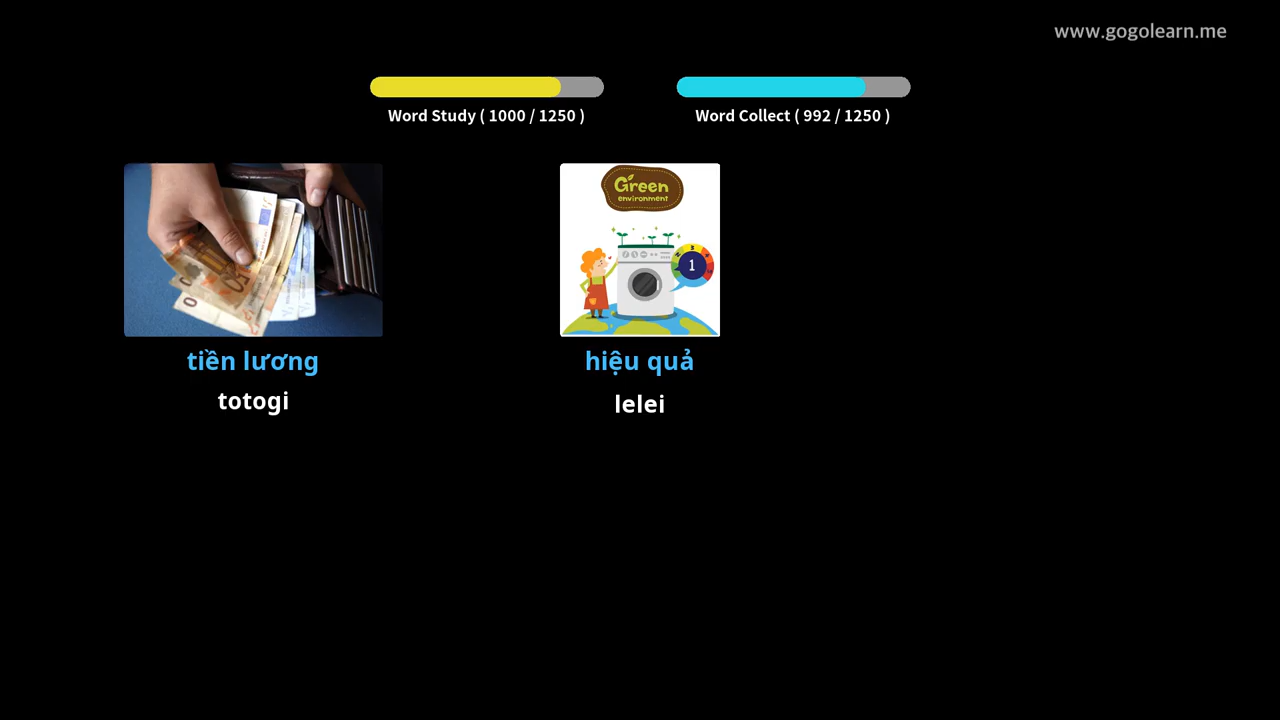 www.gogolearn.me
Word Study ( 1000 / 1250 )
Word Collect ( 992 / 1250 )
Green
environment
1
tiền lương
hiệu quả
totogi
lelei